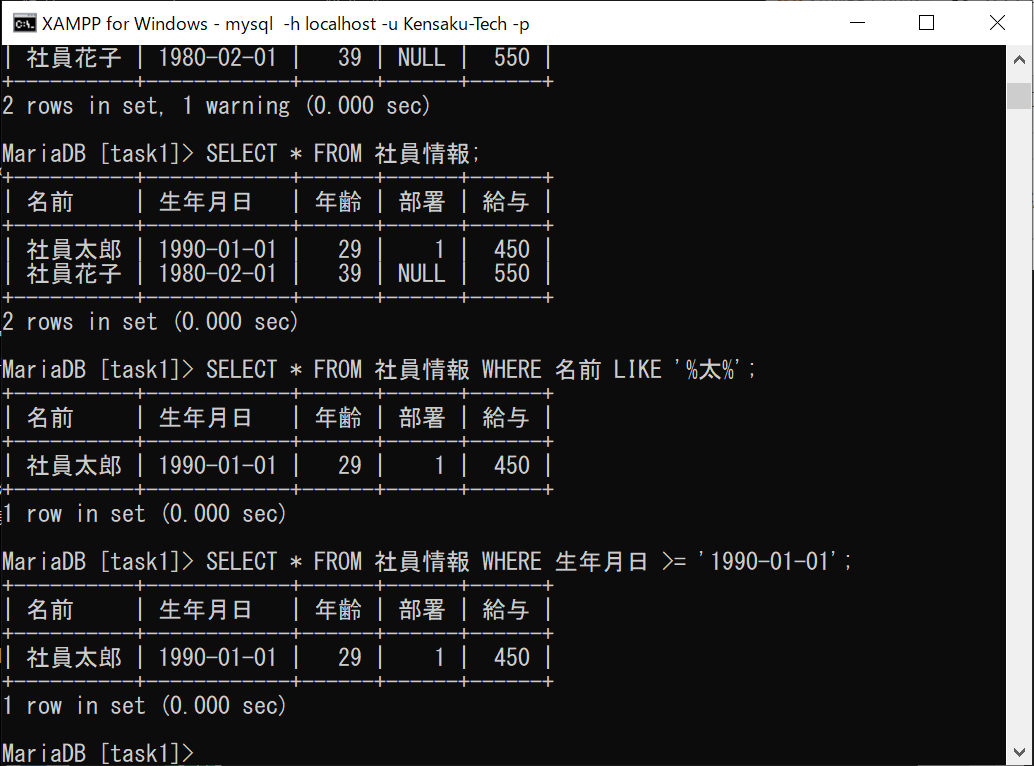 XAMPP for Windows - mysql -h localhost -u Kensaku-Tech -p
| 社員花子 | 1980-02-01 |   39 | NULL |  550 |
+----------+------------+------+------+------+
2 rows in set, 1 warning (0.000 sec)
MariaDB [task1]> SELECT * FROM 社員情報;
+----------+------------+------+------+------+
| 名前     | 生年月日   | 年齢 | 部署 | 給与 |
+----------+------------+------+------+------+
| 社員太郎 | 1990-01-01 |   29 |    1 |  450 |
| 社員花子 | 1980-02-01 |   39 | NULL |  550 |
+----------+------------+------+------+------+
2 rows in set (0.000 sec)
MariaDB [task1]> SELECT * FROM 社員情報 WHERE 名前 LIKE '%太%';
+----------+------------+------+------+------+
| 名前     | 生年月日   | 年齢 | 部署 | 給与 |
+----------+------------+------+------+------+
| 社員太郎 | 1990-01-01 |   29 |    1 |  450 |
+----------+------------+------+------+------+
1 row in set (0.000 sec)
MariaDB [task1]> SELECT * FROM 社員情報 WHERE 生年月日 >= '1990-01-01';
+----------+------------+------+------+------+
| 名前     | 生年月日   | 年齢 | 部署 | 給与 |
+----------+------------+------+------+------+
| 社員太郎 | 1990-01-01 |   29 |    1 |  450 |
+----------+------------+------+------+------+
1 row in set (0.000 sec)
MariaDB [task1]>